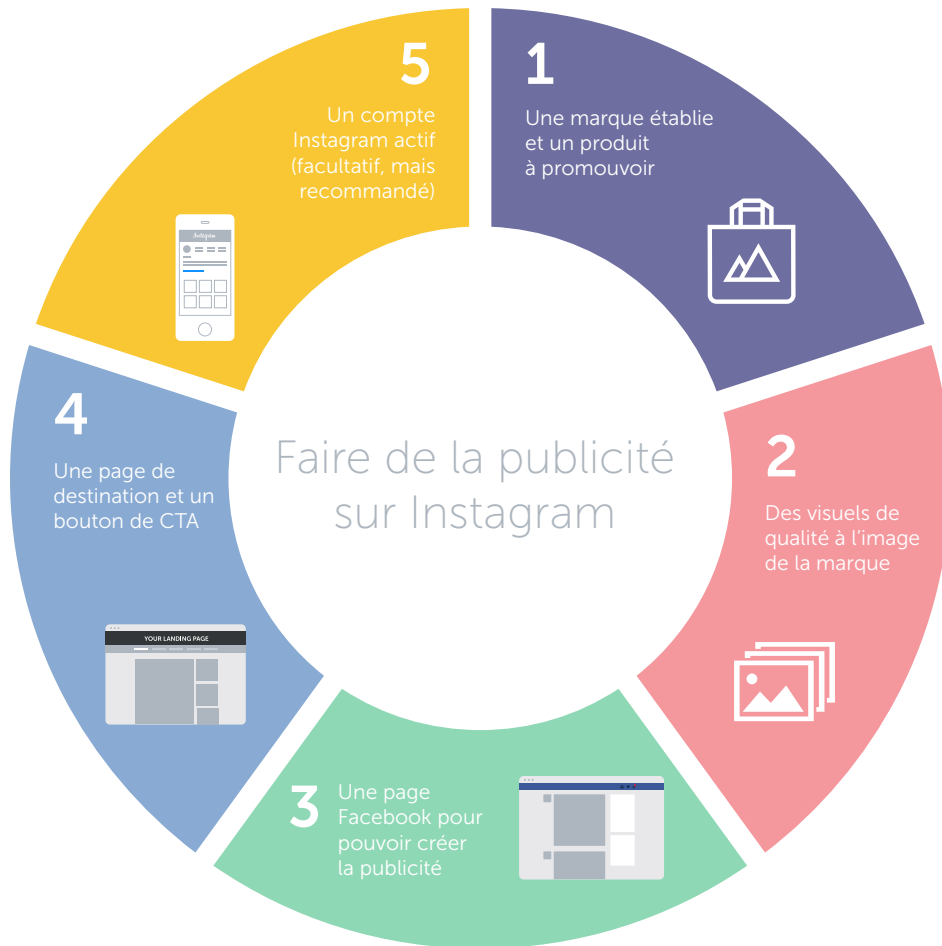 Faire de la publicité
sur Instagram
1
Une marque établie
et un produit
à promouvoir
2
Des visuels de
qualité à l'image
de la marque
3
Une page
Facebook pour
pouvoir créer
la publicité
4
Une page de
destination et un
bouton de CTA
YOUR LANDING PAGE
5
Un compte
Instagram actif
(facultatif, mais
recommandé)
Instagram